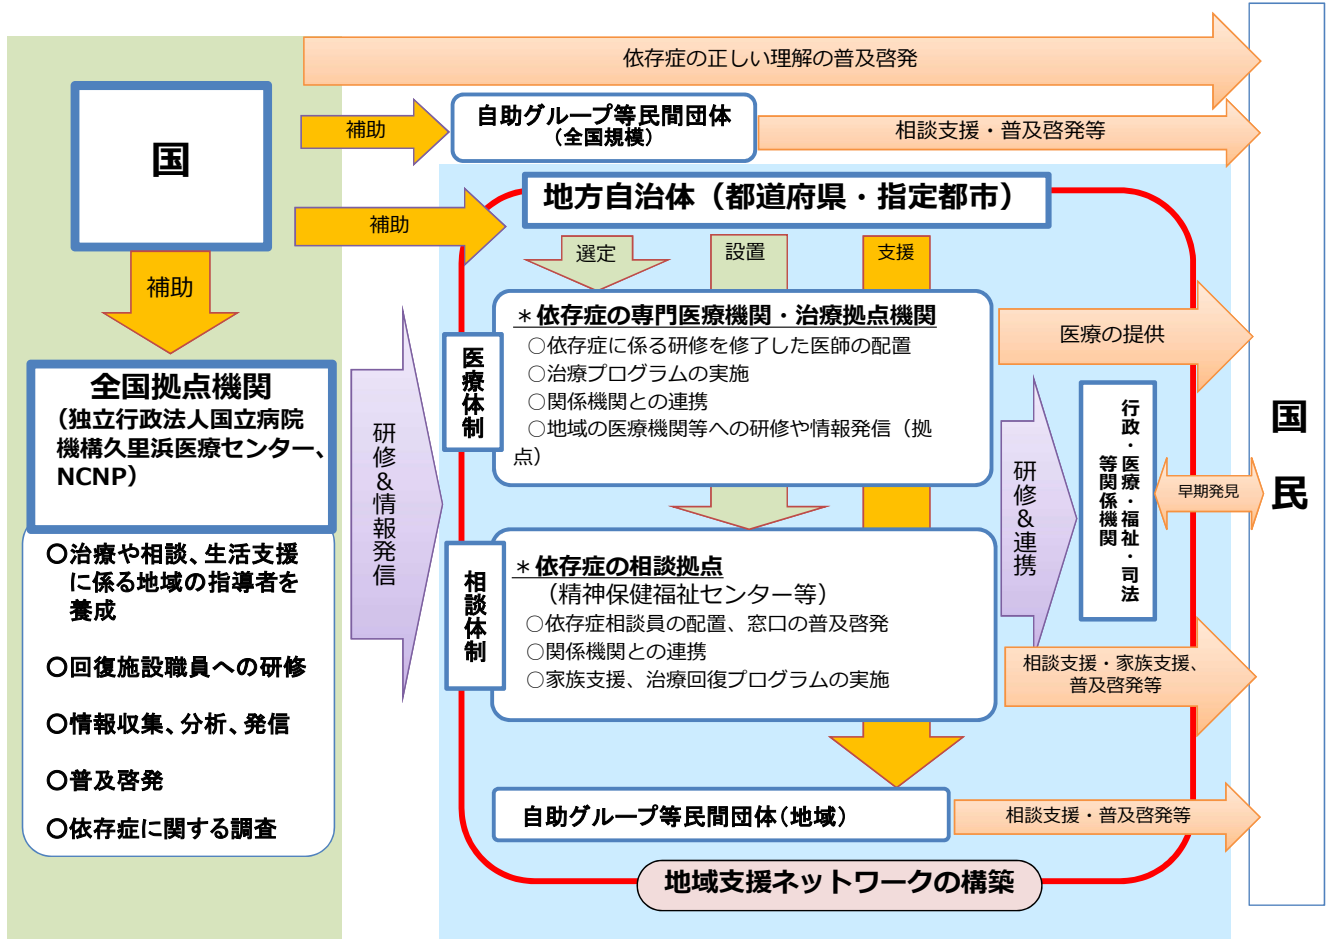 依存症の正しい理解の普及啓発
国
補助
自助グループ等民間団体
（全国規模）
相談支援・普及啓発等
補助
地方自治体（都道府県・指定都市）
選定
設置
支援
補助
全国拠点機関
（独立行政法人国立病院
機構久里浜医療センター、
NCNP）
○治療や相談、生活支援
に係る地域の指導者を
養成
○回復施設職員への研修
○情報収集、分析、発信
○普及啓発
○依存症に関する調査
研修&情報発信
医療体制
＊依存症の専門医療機関・治療拠点機関
○依存症に係る研修を修了した医師の配置
○治療プログラムの実施
○関係機関との連携
○地域の医療機関等への研修や情報発信（拠
点）
相談体制
＊依存症の相談拠点
（精神保健福祉センター等）
○依存症相談員の配置、窓口の普及啓発
○関係機関との連携
○家族支援、治療回復プログラムの実施
自助グループ等民間団体（地域）
地域支援ネットワークの構築
医療の提供
研修&連携
行政・医療・福祉・司法
等関係機関
早期発見
相談支援・家族支援、
普及啓発等
相談支援・普及啓発等
国民